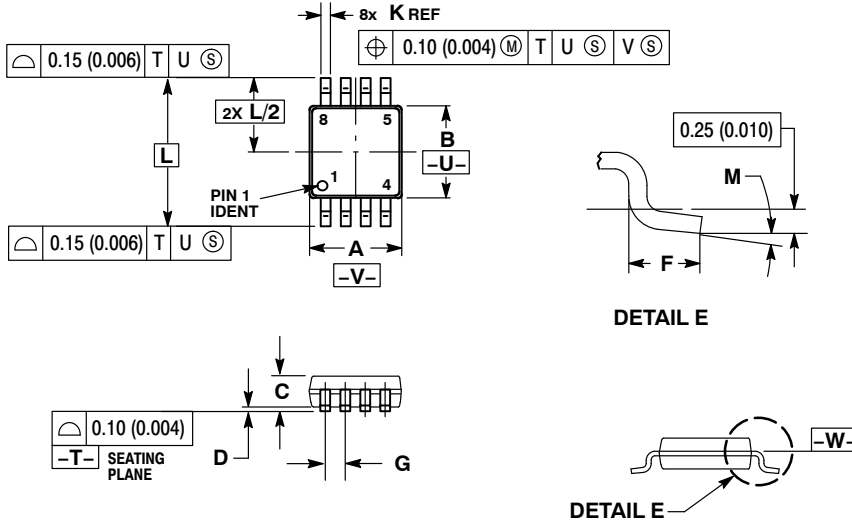 8x K REF
⌖ 0.10 (0.004) Ⓜ T U Ⓢ V Ⓢ
⌓ 0.15 (0.006) T U Ⓢ
2X L/2
8 5
B
-U-
L
1
4
PIN 1
IDENT
⌓ 0.15 (0.006) T U Ⓢ
A
-V-
0.25 (0.010)
M
F
DETAIL E
C
⌓ 0.10 (0.004)
-T- SEATING
PLANE
D
G
-W-
DETAIL E